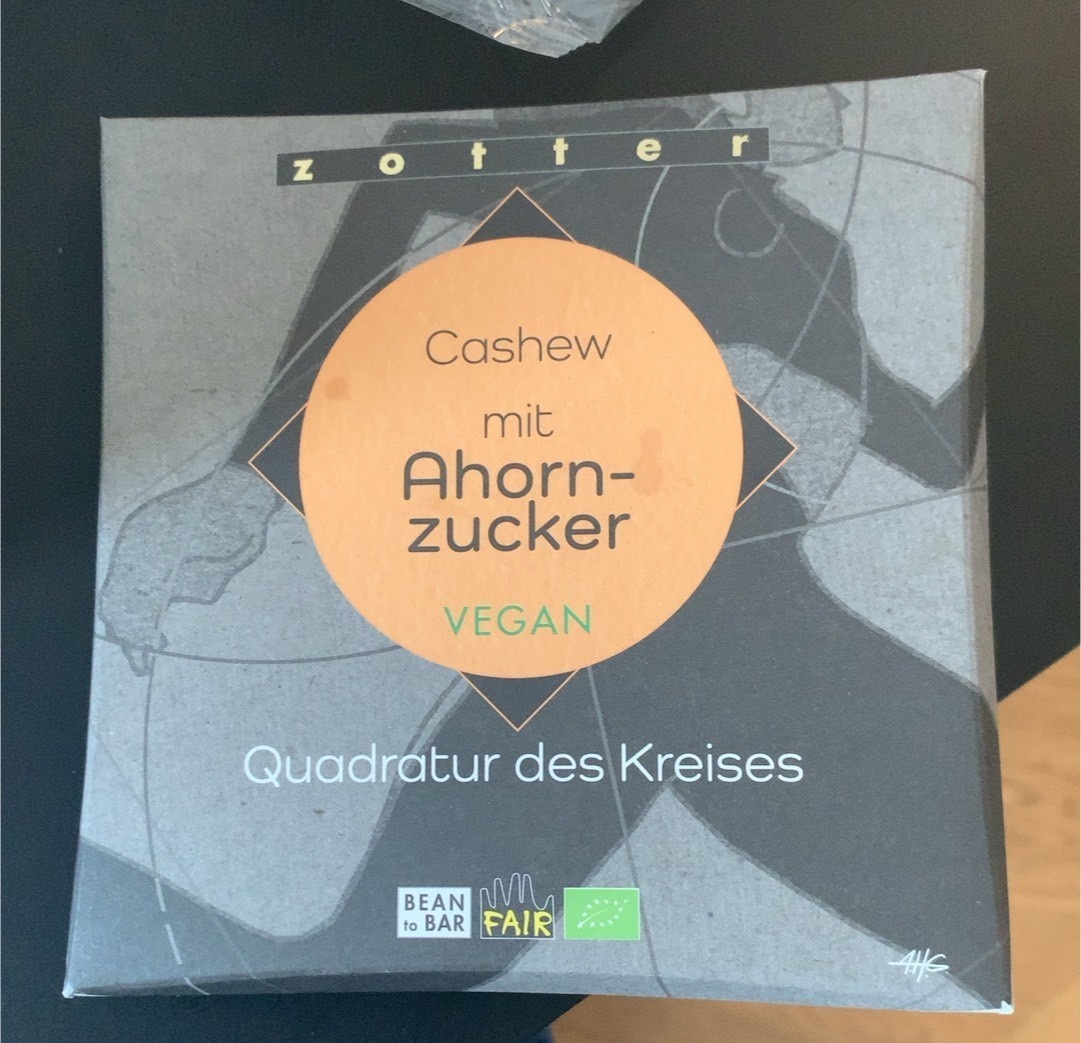 zotter
Cashew
mit
Ahorn-
zucker
VEGAN
Quadratur des Kreises
BEAN
to BAR
FAIR
A.H.G.